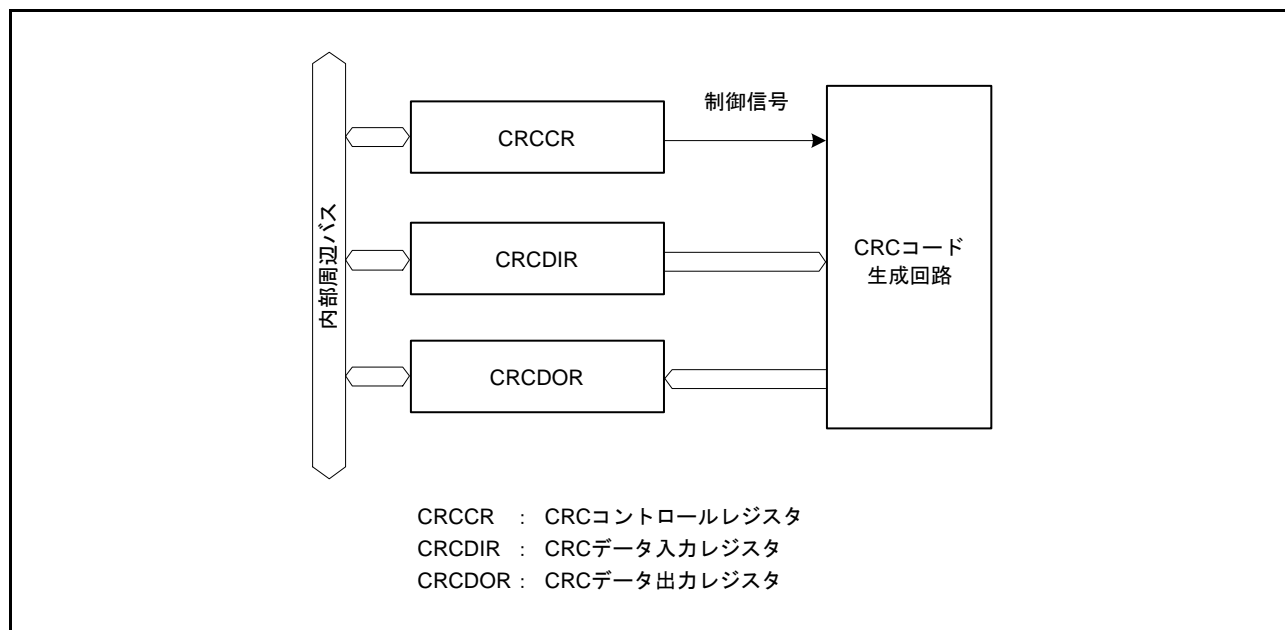 内部周辺バス
CRCCR
制御信号
CRCDIR
CRCDOR
CRCコード
生成回路
CRCCR : CRCコントロールレジスタ
CRCDIR : CRCデータ入力レジスタ
CRCDOR : CRCデータ出力レジスタ